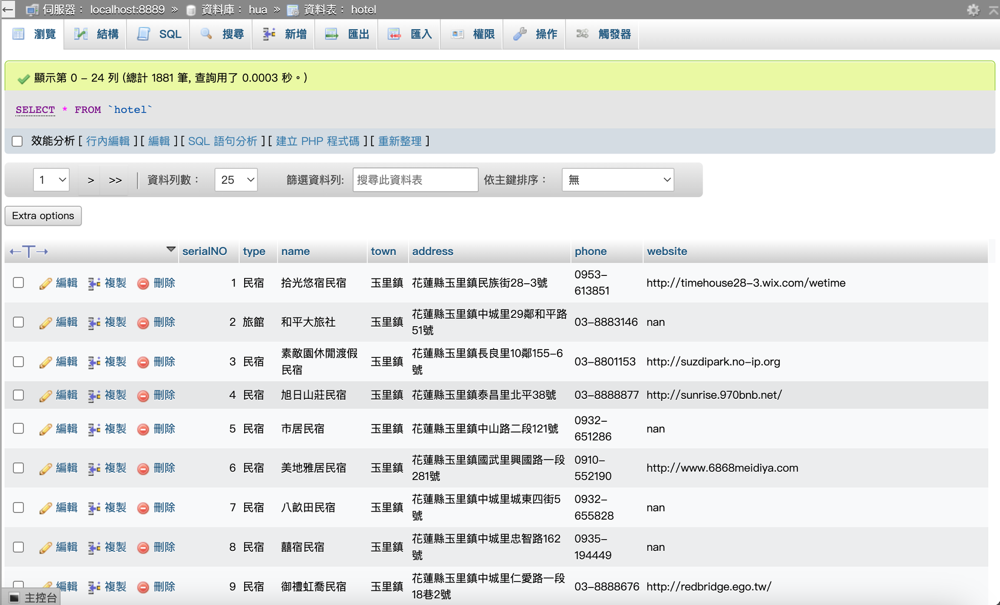 伺服器： localhost:8889 » 資料庫： hua » 資料表： hotel
瀏覽 結構 SQL 搜尋 新增 匯出 匯入 權限 操作 觸發器
顯示第 0 - 24 列 (總計 1881 筆, 查詢用了 0.0003 秒。)
SELECT * FROM `hotel`
效能分析 [ 行內編輯 ] [ 編輯 ] [ SQL 語句分析 ] [ 建立 PHP 程式碼 ] [ 重新整理 ]
1 > >> | 資料列數： 25 篩選資料列: 搜尋此資料表 依主鍵排序： 無
Extra options
←T→ serialNO type name town address phone website
編輯 複製 刪除 1 民宿 拾光悠宿民宿 玉里鎮 花蓮縣玉里鎮民族街28-3號 0953-
613851 http://timehouse28-3.wix.com/wetime
編輯 複製 刪除 2 旅館 和平大旅社 玉里鎮 花蓮縣玉里鎮中城里29鄰和平路
51號 03-8883146 nan
編輯 複製 刪除 3 民宿 素敵園休閒渡假
民宿 玉里鎮 花蓮縣玉里鎮長良里10鄰155-6
號 03-8801153 http://suzdipark.no-ip.org
編輯 複製 刪除 4 民宿 旭日山莊民宿 玉里鎮 花蓮縣玉里鎮泰昌里北平38號 03-8888877 http://sunrise.970bnb.net/
編輯 複製 刪除 5 民宿 市居民宿 玉里鎮 花蓮縣玉里鎮中山路二段121號 0932-
651286 nan
編輯 複製 刪除 6 民宿 美地雅居民宿 玉里鎮 花蓮縣玉里鎮國武里興國路一段
281號 0910-
552190 http://www.6868meidiya.com
編輯 複製 刪除 7 民宿 八畝田民宿 玉里鎮 花蓮縣玉里鎮中城里城東四街5
號 0932-
655828 nan
編輯 複製 刪除 8 民宿 囍宿民宿 玉里鎮 花蓮縣玉里鎮中城里忠智路162
號 0935-
194449 nan
編輯 複製 刪除 9 民宿 御禮虹喬民宿 玉里鎮 花蓮縣玉里鎮中城里仁愛路一段
18巷2號 03-8888676 http://redbridge.ego.tw/
主控台